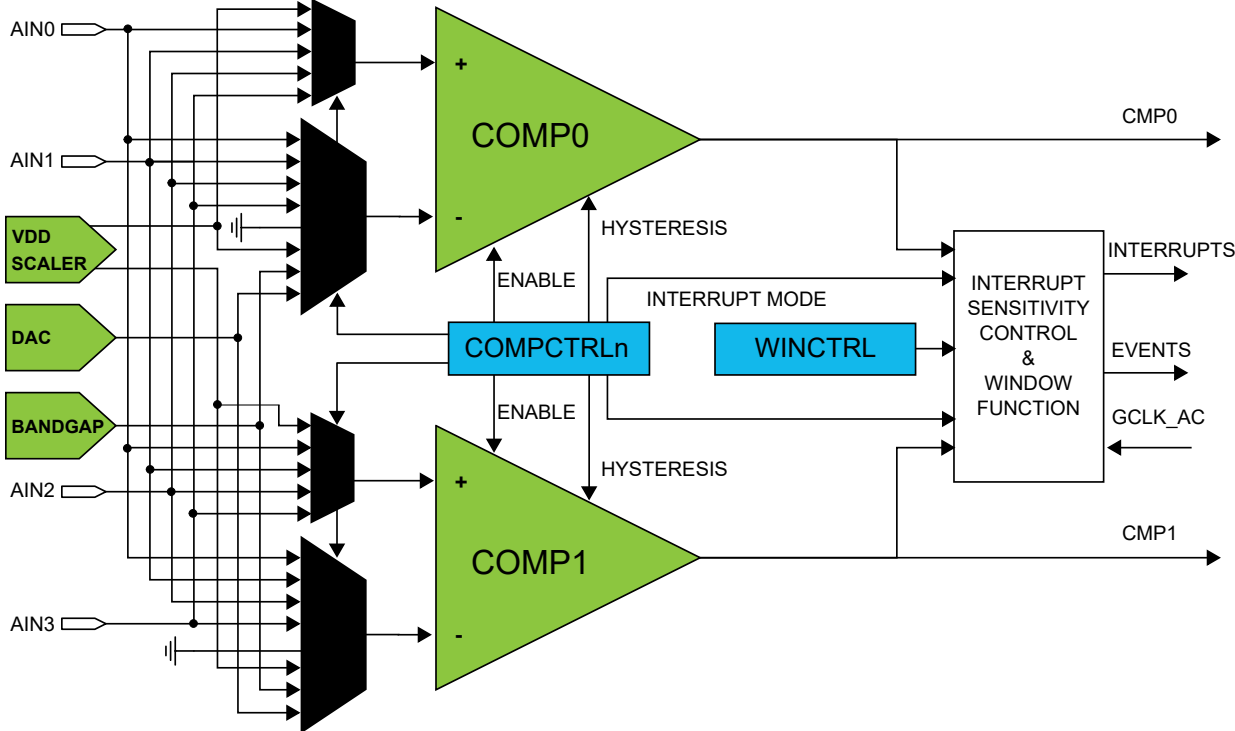 AIN0
+
COMP0
CMP0
AIN1
-
HYSTERESIS
VDD
SCALER
ENABLE
INTERRUPT MODE
INTERRUPT
SENSITIVITY
CONTROL
&
WINDOW
FUNCTION
INTERRUPTS
DAC
COMPCTRLn
WINCTRL
EVENTS
BANDGAP
ENABLE
GCLK_AC
HYSTERESIS
AIN2
+
COMP1
CMP1
AIN3
-